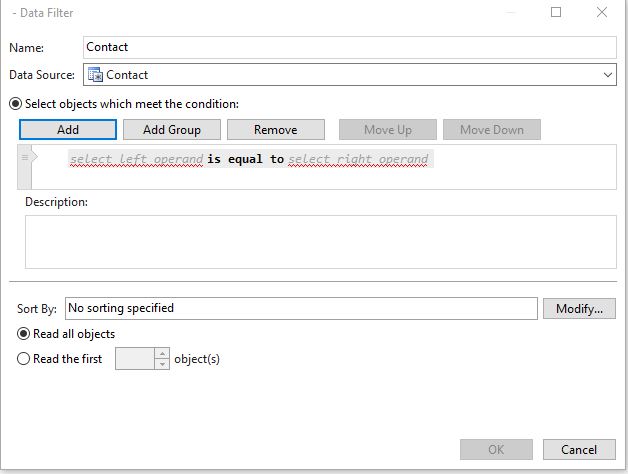 - Data Filter
Name: Contact
Data Source: Contact
Select objects which meet the condition:
Add Add Group Remove Move Up Move Down
select left operand is equal to select right operand
Description:
Sort By: No sorting specified Modify...
Read all objects
Read the first object(s)
OK Cancel